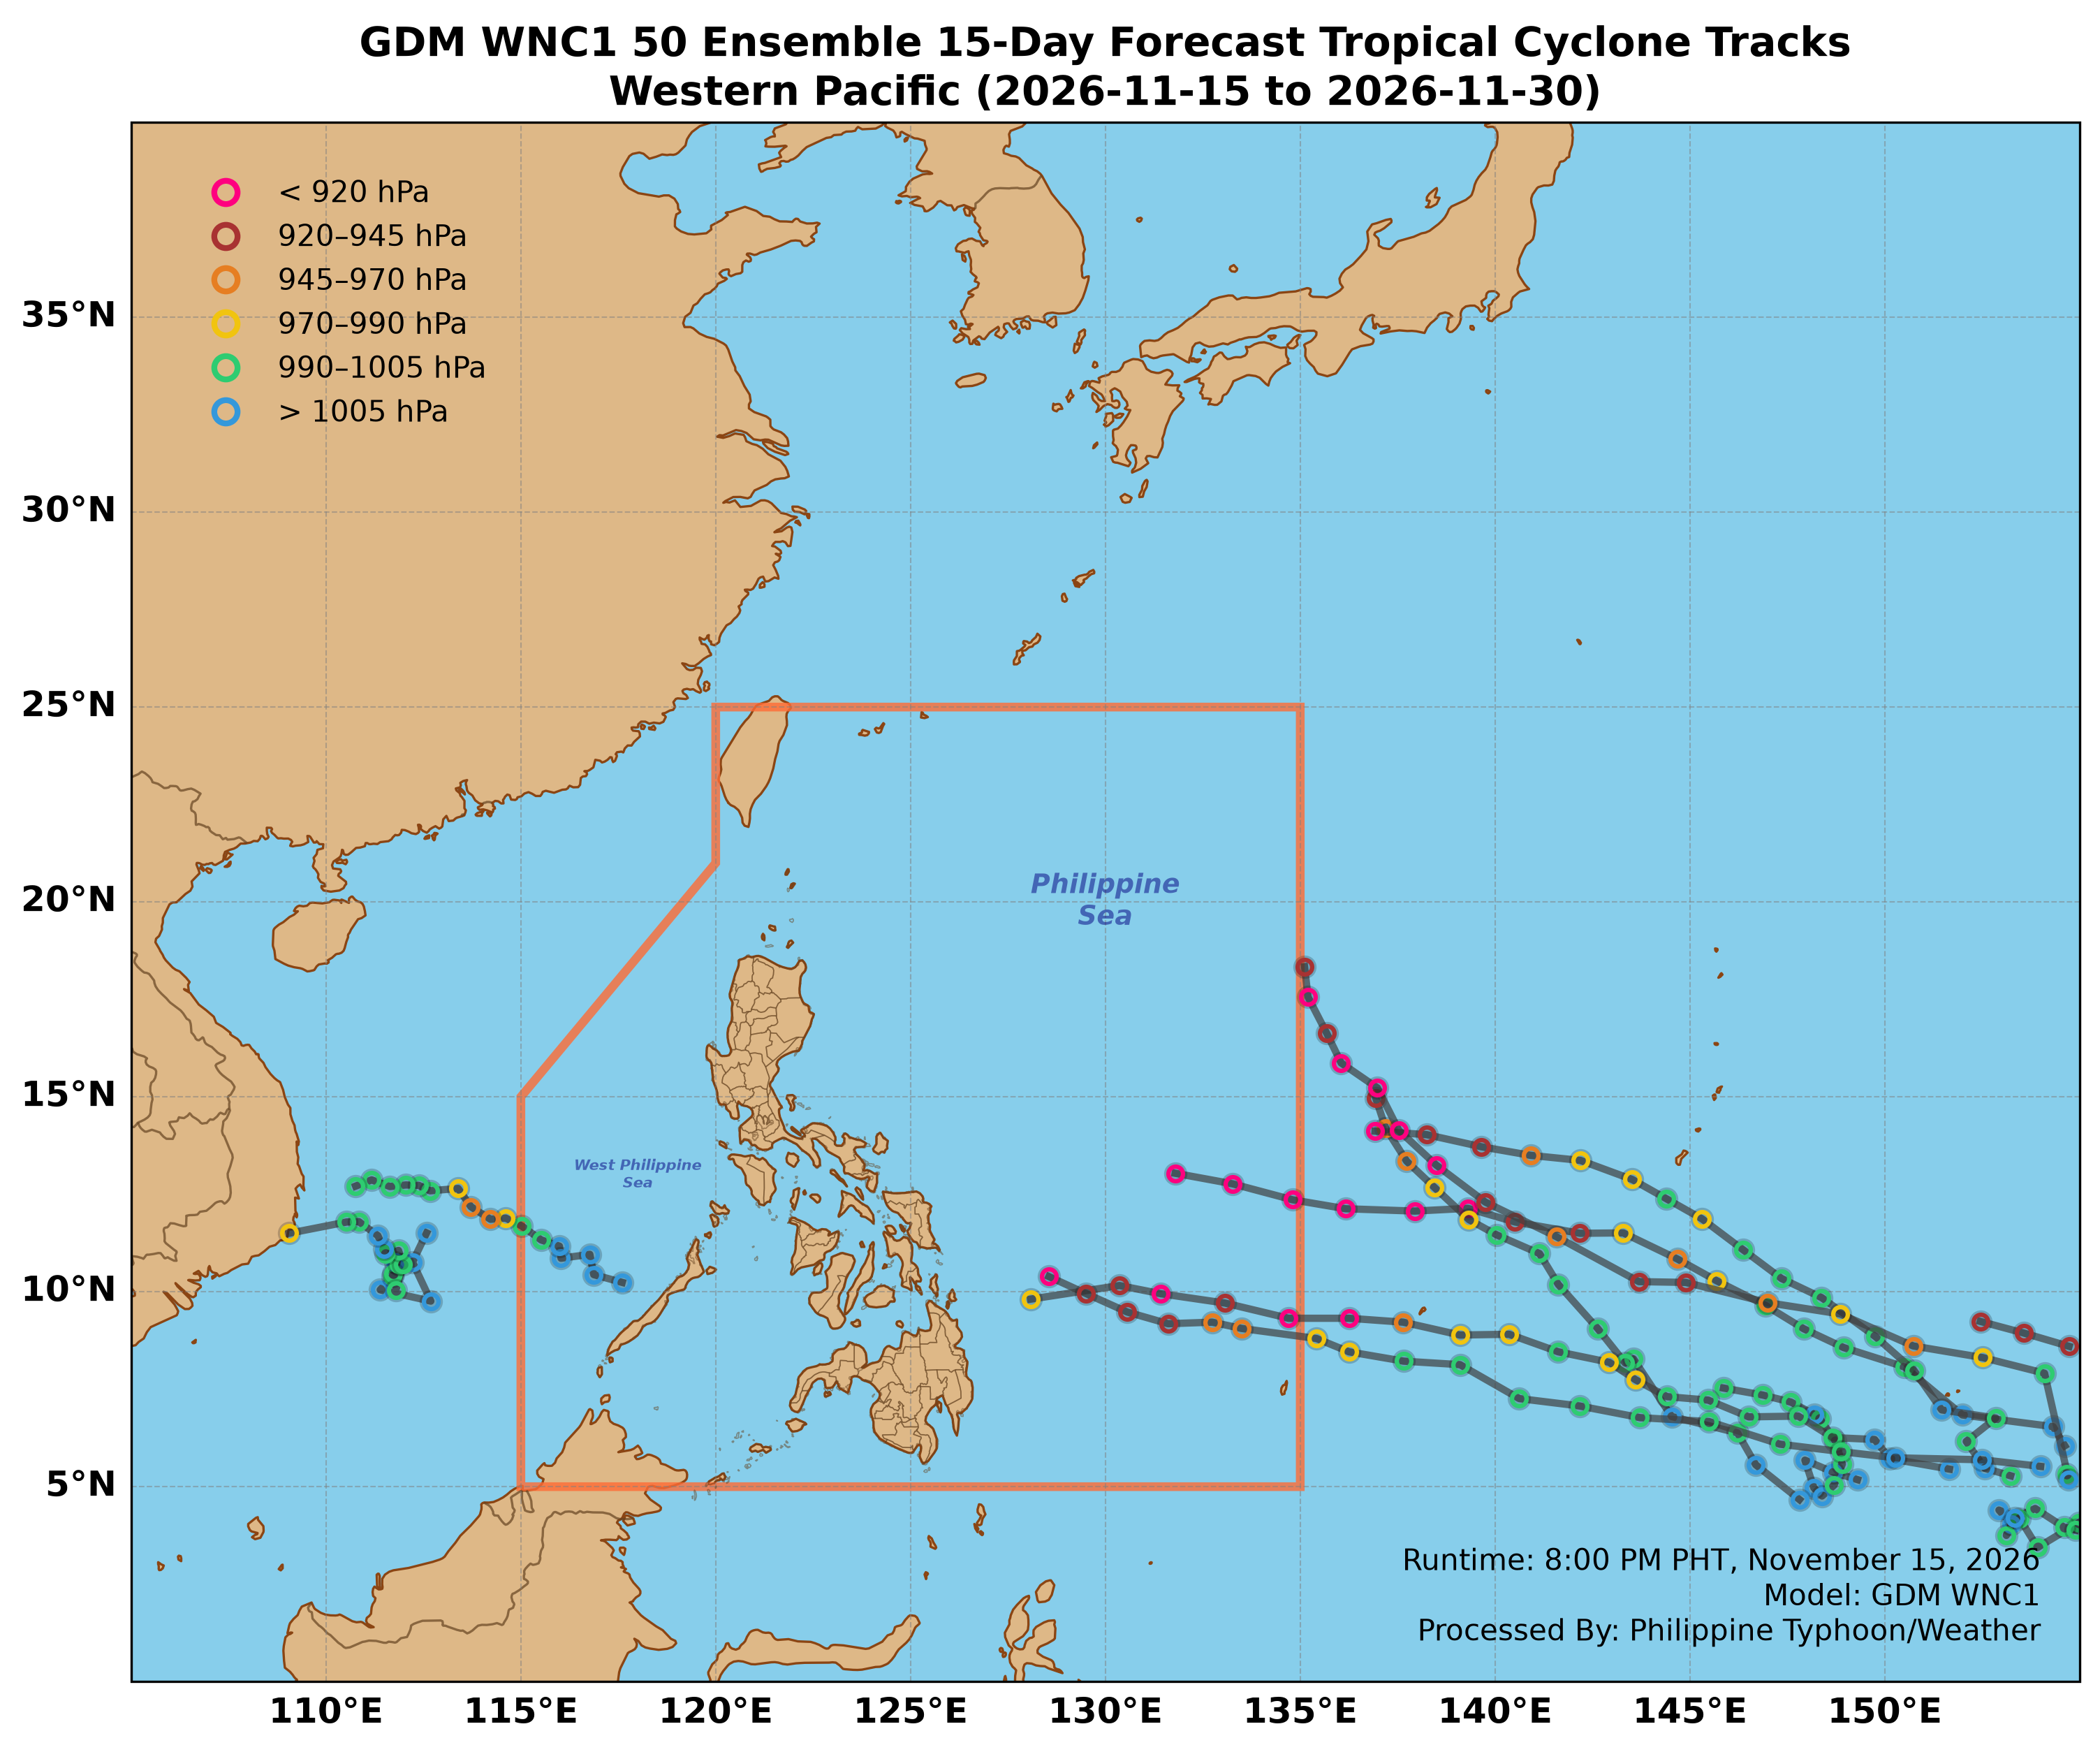 GDM WNC1 50 Ensemble 15-Day Forecast Tropical Cyclone Tracks
Western Pacific (2026-11-15 to 2026-11-30)
< 920 hPa
920–945 hPa
945–970 hPa
970–990 hPa
990–1005 hPa
> 1005 hPa
35°N
30°N
25°N
20°N
15°N
10°N
5°N
Philippine
Sea
West Philippine
Sea
Runtime: 8:00 PM PHT, November 15, 2026
Model: GDM WNC1
Processed By: Philippine Typhoon/Weather
110°E
115°E
120°E
125°E
130°E
135°E
140°E
145°E
150°E